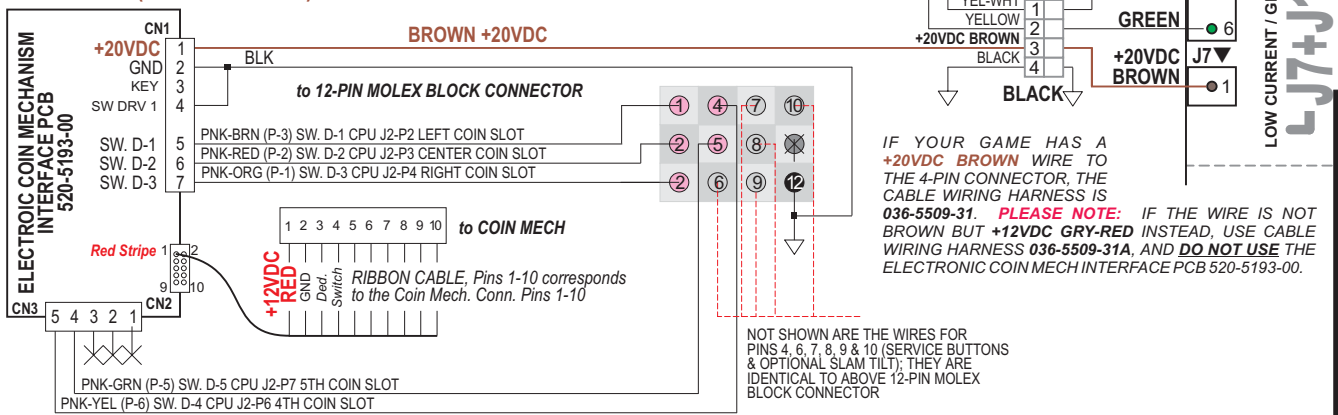 ELECTROIC COIN MECHANISM
INTERFACE PCB
520-5193-00
CN1
+20VDC 1
GND 2
KEY 3
SW DRV 1 4
SW. D-1 5
SW. D-2 6
SW. D-3 7
BROWN +20VDC
BLK
to 12-PIN MOLEX BLOCK CONNECTOR
PNK-BRN (P-3) SW. D-1 CPU J2-P2 LEFT COIN SLOT
PNK-RED (P-2) SW. D-2 CPU J2-P3 CENTER COIN SLOT
PNK-ORG (P-1) SW. D-3 CPU J2-P4 RIGHT COIN SLOT
1 4 7 10
2 5 8
2 6 9 12
YELLOW 2
+20VDC BROWN 3
BLACK 4
1
BLACK
GREEN
6
+20VDC
BROWN
J7▼
1
LOW CURRENT / G
J7+J
Red Stripe 1 2
9 10
CN2
CN3
5 4 3 2 1
1 2 3 4 5 6 7 8 9 10
to COIN MECH
+12VDC
RED
GND
Ded.
Switch
RIBBON CABLE, Pins 1-10 corresponds
to the Coin Mech. Conn. Pins 1-10
PNK-GRN (P-5) SW. D-5 CPU J2-P7 5TH COIN SLOT
PNK-YEL (P-6) SW. D-4 CPU J2-P6 4TH COIN SLOT
NOT SHOWN ARE THE WIRES FOR
PINS 4, 6, 7, 8, 9 & 10 (SERVICE BUTTONS
& OPTIONAL SLAM TILT); THEY ARE
IDENTICAL TO ABOVE 12-PIN MOLEX
BLOCK CONNECTOR
IF YOUR GAME HAS A
+20VDC BROWN WIRE TO
THE 4-PIN CONNECTOR, THE
CABLE WIRING HARNESS IS
036-5509-31. PLEASE NOTE: IF THE WIRE IS NOT
BROWN BUT +12VDC GRY-RED INSTEAD, USE CABLE
WIRING HARNESS 036-5509-31A, AND DO NOT USE THE
ELECTRONIC COIN MECH INTERFACE PCB 520-5193-00.